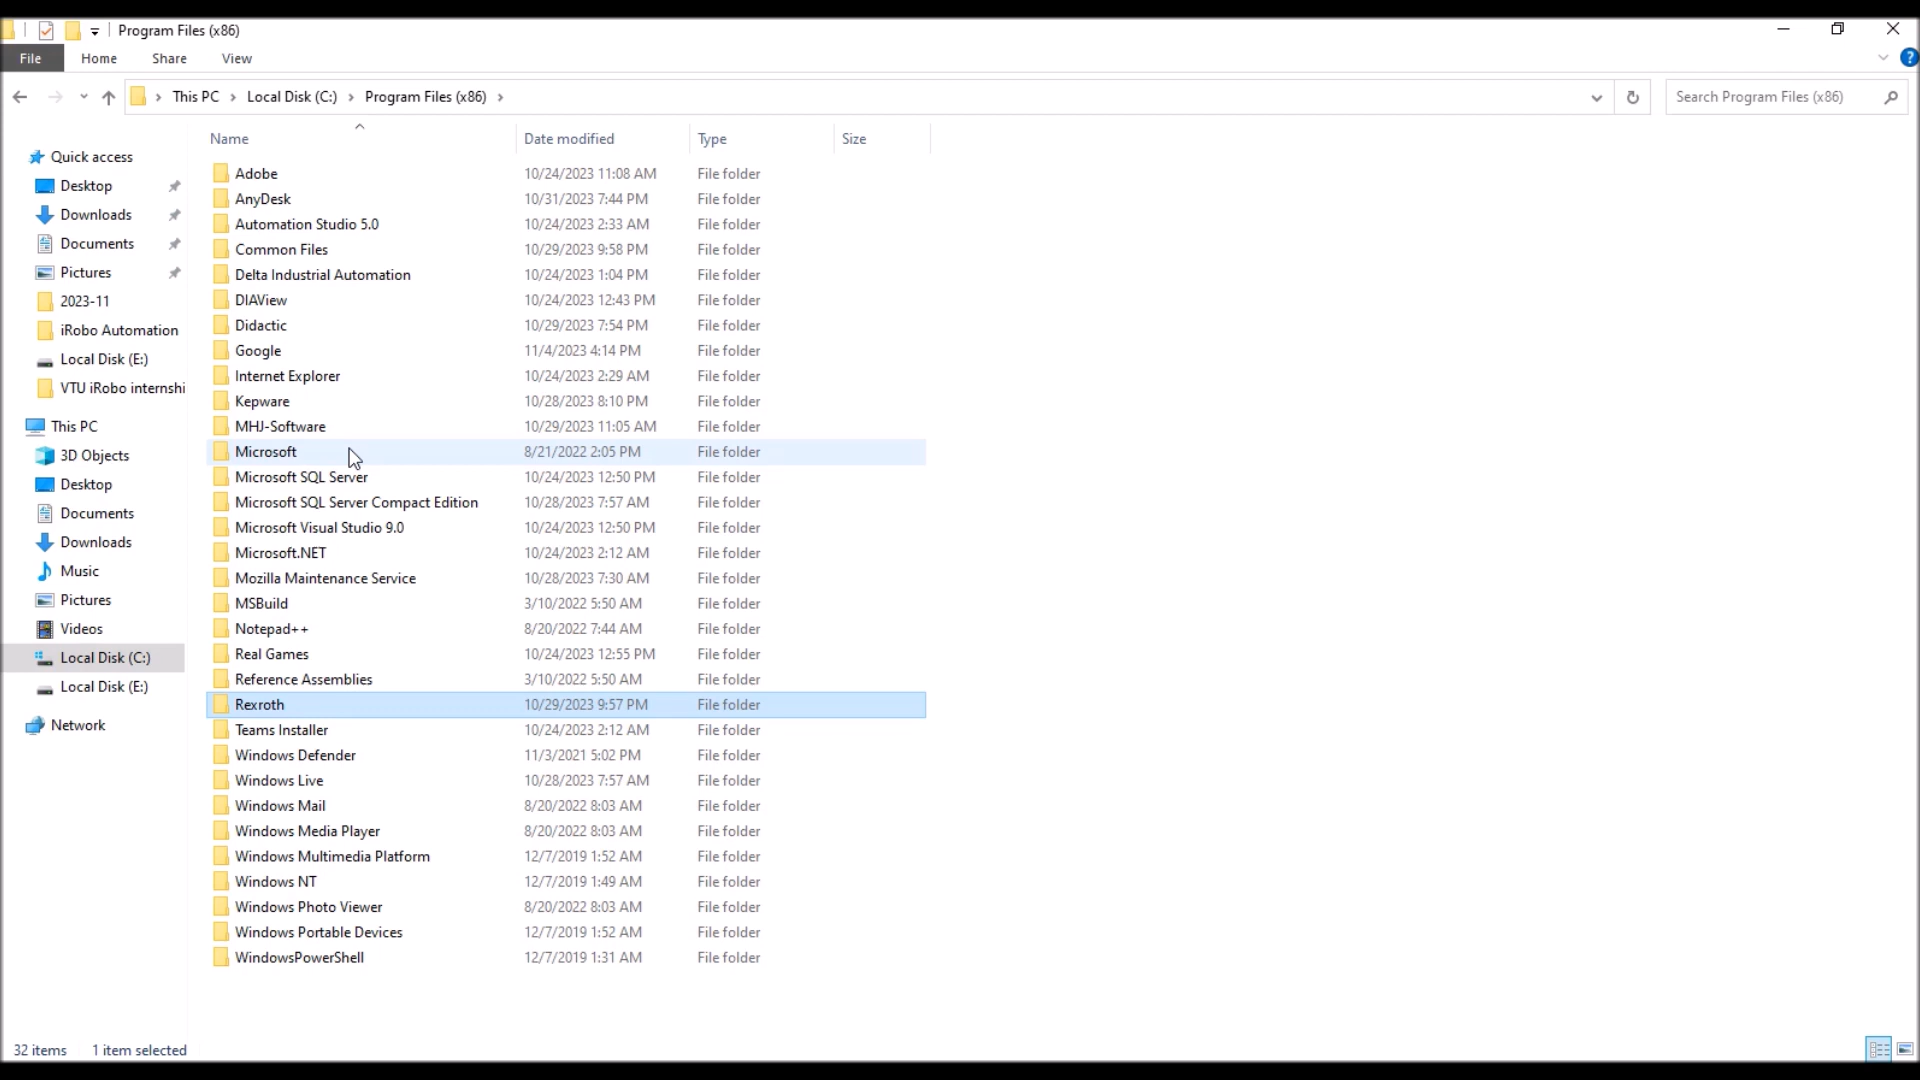 Program Files (x86)
File Home Share View ?
This PC Local Disk (C:) Program Files (x86) Search Program Files (x86)
Name Date modified Type Size
Quick access
Desktop
Downloads
Documents
Pictures
2023-11
iRobo Automation
Local Disk (E:)
VTU iRobo internshi
This PC
3D Objects
Desktop
Documents
Downloads
Music
Pictures
Videos
Local Disk (C:)
Local Disk (E:)
Network
Adobe 10/24/2023 11:08 AM File folder
AnyDesk 10/31/2023 7:44 PM File folder
Automation Studio 5.0 10/24/2023 2:33 AM File folder
Common Files 10/29/2023 9:58 PM File folder
Delta Industrial Automation 10/24/2023 1:04 PM File folder
DIAView 10/24/2023 12:43 PM File folder
Didactic 10/29/2023 7:54 PM File folder
Google 11/4/2023 4:14 PM File folder
Internet Explorer 10/24/2023 2:29 AM File folder
Kepware 10/28/2023 8:10 PM File folder
MHJ-Software 10/29/2023 11:05 AM File folder
Microsoft 8/21/2022 2:05 PM File folder
Microsoft SQL Server 10/24/2023 12:50 PM File folder
Microsoft SQL Server Compact Edition 10/28/2023 7:57 AM File folder
Microsoft Visual Studio 9.0 10/24/2023 12:50 PM File folder
Microsoft.NET 10/24/2023 2:12 AM File folder
Mozilla Maintenance Service 10/28/2023 7:30 AM File folder
MSBuild 3/10/2022 5:50 AM File folder
Notepad++ 8/20/2022 7:44 AM File folder
Real Games 10/24/2023 12:55 PM File folder
Reference Assemblies 3/10/2022 5:50 AM File folder
Rexroth 10/29/2023 9:57 PM File folder
Teams Installer 10/24/2023 2:12 AM File folder
Windows Defender 11/3/2021 5:02 PM File folder
Windows Live 10/28/2023 7:57 AM File folder
Windows Mail 8/20/2022 8:03 AM File folder
Windows Media Player 8/20/2022 8:03 AM File folder
Windows Multimedia Platform 12/7/2019 1:52 AM File folder
Windows NT 12/7/2019 1:49 AM File folder
Windows Photo Viewer 8/20/2022 8:03 AM File folder
Windows Portable Devices 12/7/2019 1:52 AM File folder
WindowsPowerShell 12/7/2019 1:31 AM File folder
32 items 1 item selected